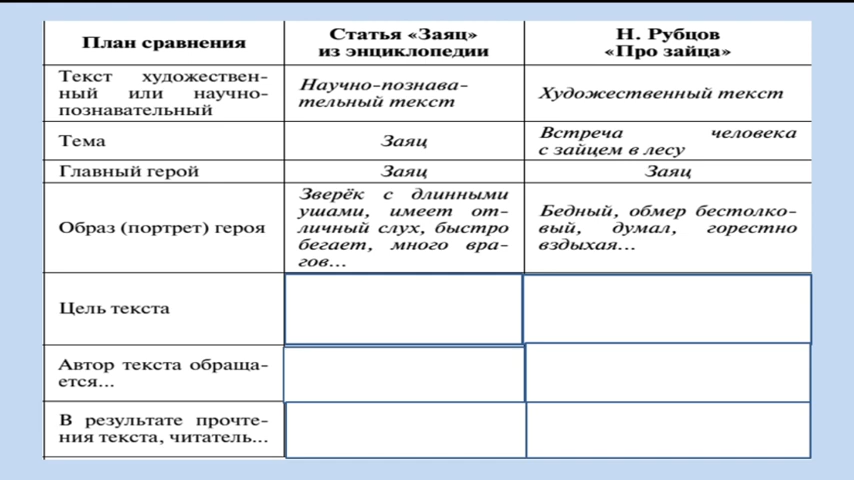 План сравнения
Статья «Заяц»
из энциклопедии
Н. Рубцов
«Про зайца»
Текст художествен-
ный или научно-
познавательный
Научно-познава-
тельный текст
Художественный текст
Тема
Заяц
Встреча человека
с зайцем в лесу
Главный герой
Заяц
Заяц
Образ (портрет) героя
Зверёк с длинными
ушами, имеет от-
личный слух, быстро
бегает, много вра-
гов...
Бедный, обмер бестолко-
вый, думал, горестно
вздыхая...
Цель текста
Автор текста обраща-
ется...
В результате прочте-
ния текста, читатель...